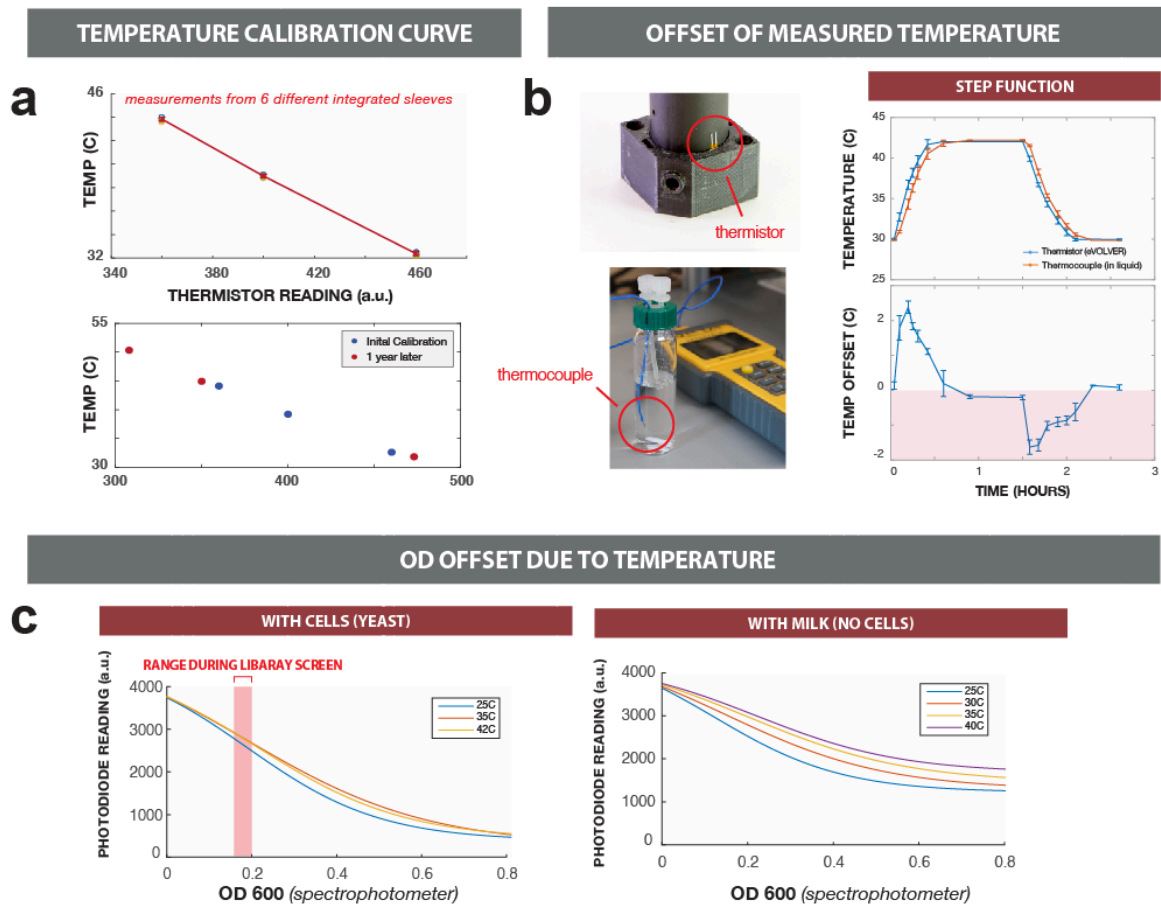 TEMPERATURE CALIBRATION CURVE
OFFSET OF MEASURED TEMPERATURE
a
46
measurements from 6 different integrated sleeves
TEMP (C)
32
340
380
420
460
THERMISTOR READING (a.u.)
55
Inital Calibration
1 year later
TEMP (C)
30
300
400
500
b
thermistor
thermocouple
STEP FUNCTION
45
40
35
30
25
TEMPERATURE (C)
Thermistor (eVOLVER)
Thermocouple (in liquid)
2
0
-2
TEMP OFFSET (C)
0
1
2
3
TIME (HOURS)
OD OFFSET DUE TO TEMPERATURE
c
WITH CELLS (YEAST)
RANGE DURING LIBARAY SCREEN
4000
3000
2000
1000
0
PHOTODIODE READING (a.u.)
25C
35C
42C
0
0.2
0.4
0.6
0.8
OD 600 (spectrophotometer)
WITH MILK (NO CELLS)
4000
3000
2000
1000
0
PHOTODIODE READING (a.u.)
25C
30C
35C
40C
0
0.2
0.4
0.6
0.8
OD 600 (spectrophotometer)